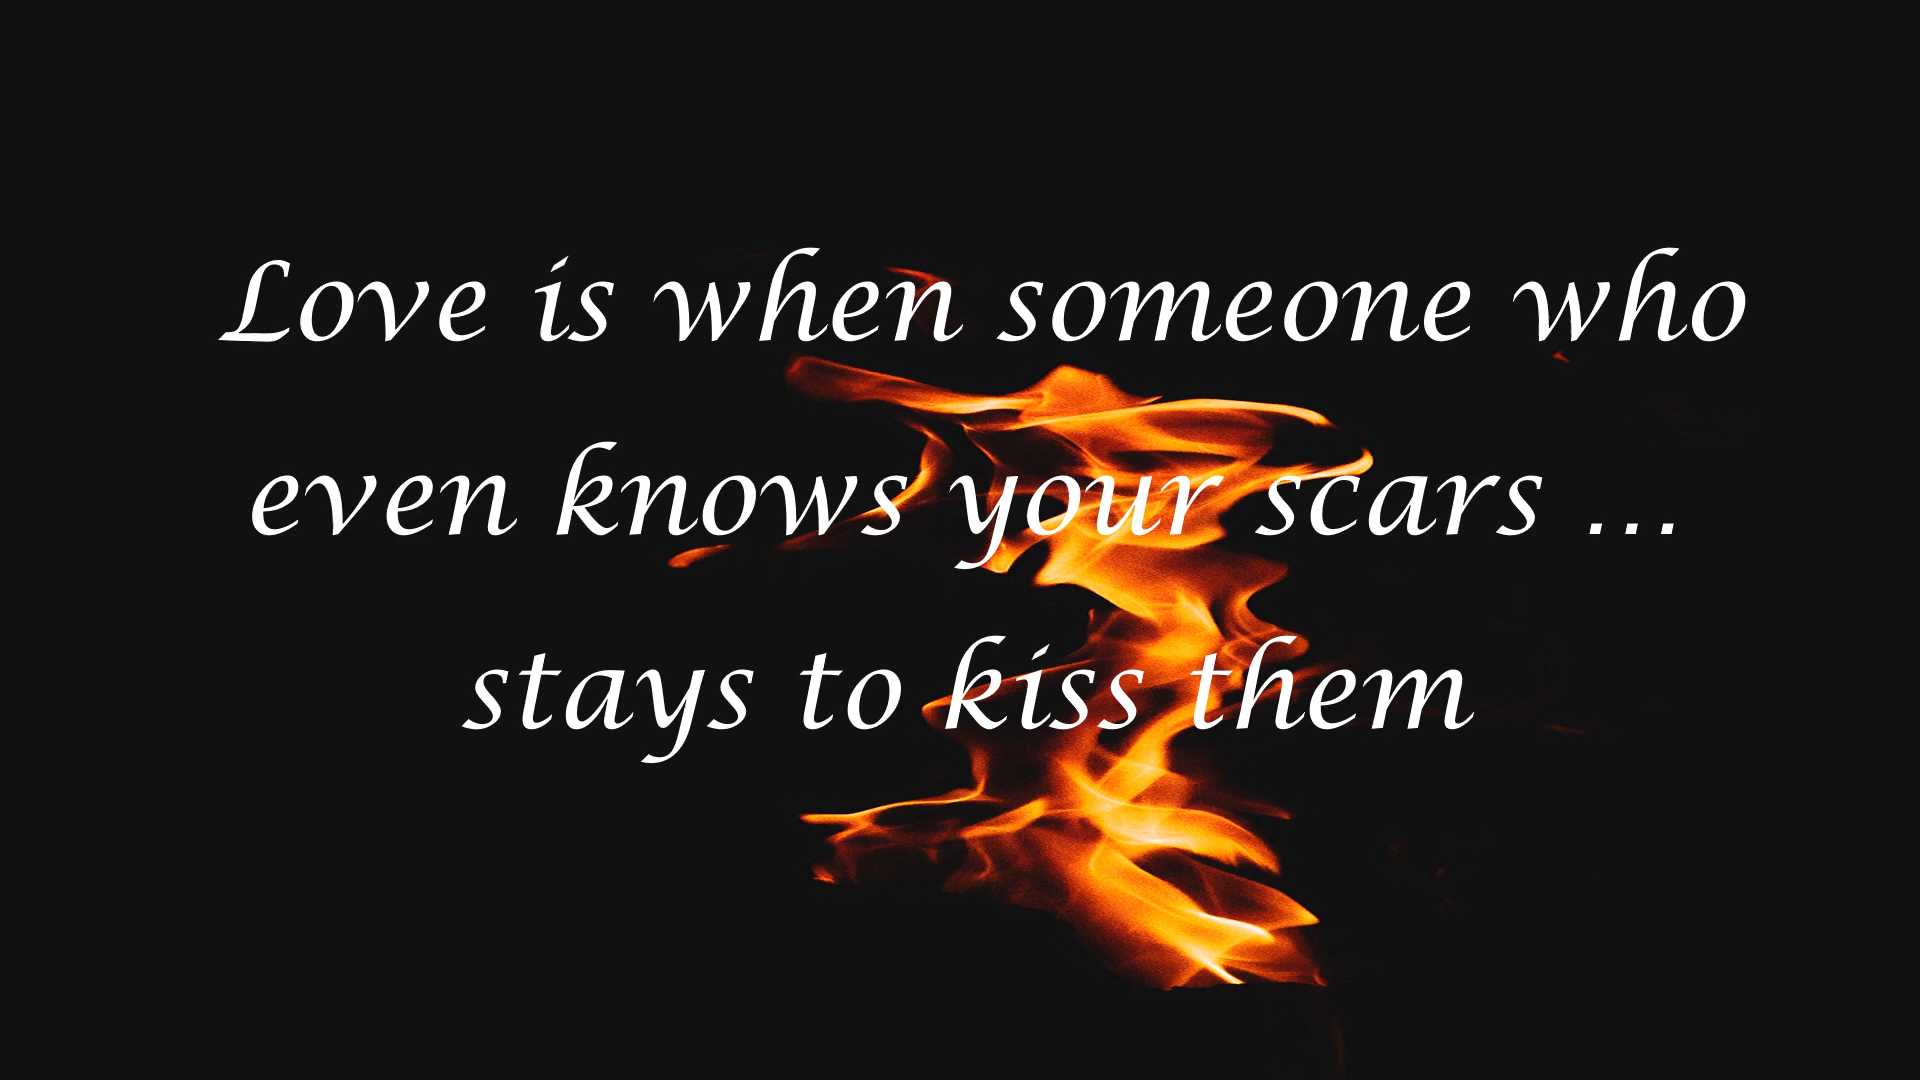 Love is when someone who
even knows your scars ...
stays to kiss them